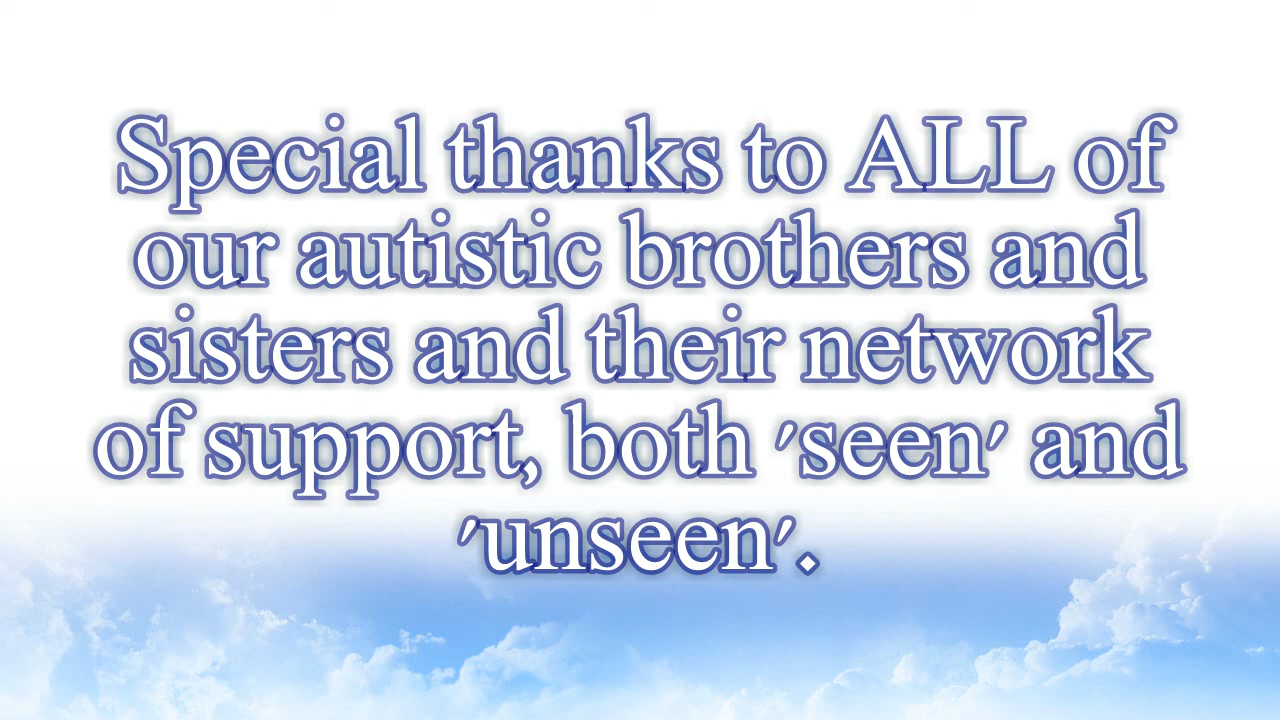 Special thanks to ALL of
our autistic brothers and
sisters and their network
of support, both 'seen' and
'unseen'.